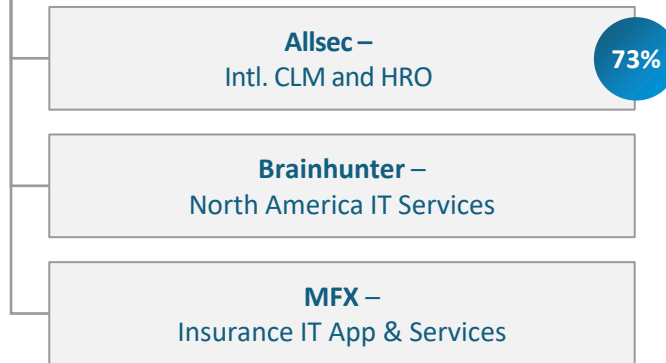 Allsec –
Intl. CLM and HRO
73%
Brainhunter –
North America IT Services
MFX –
Insurance IT App & Services